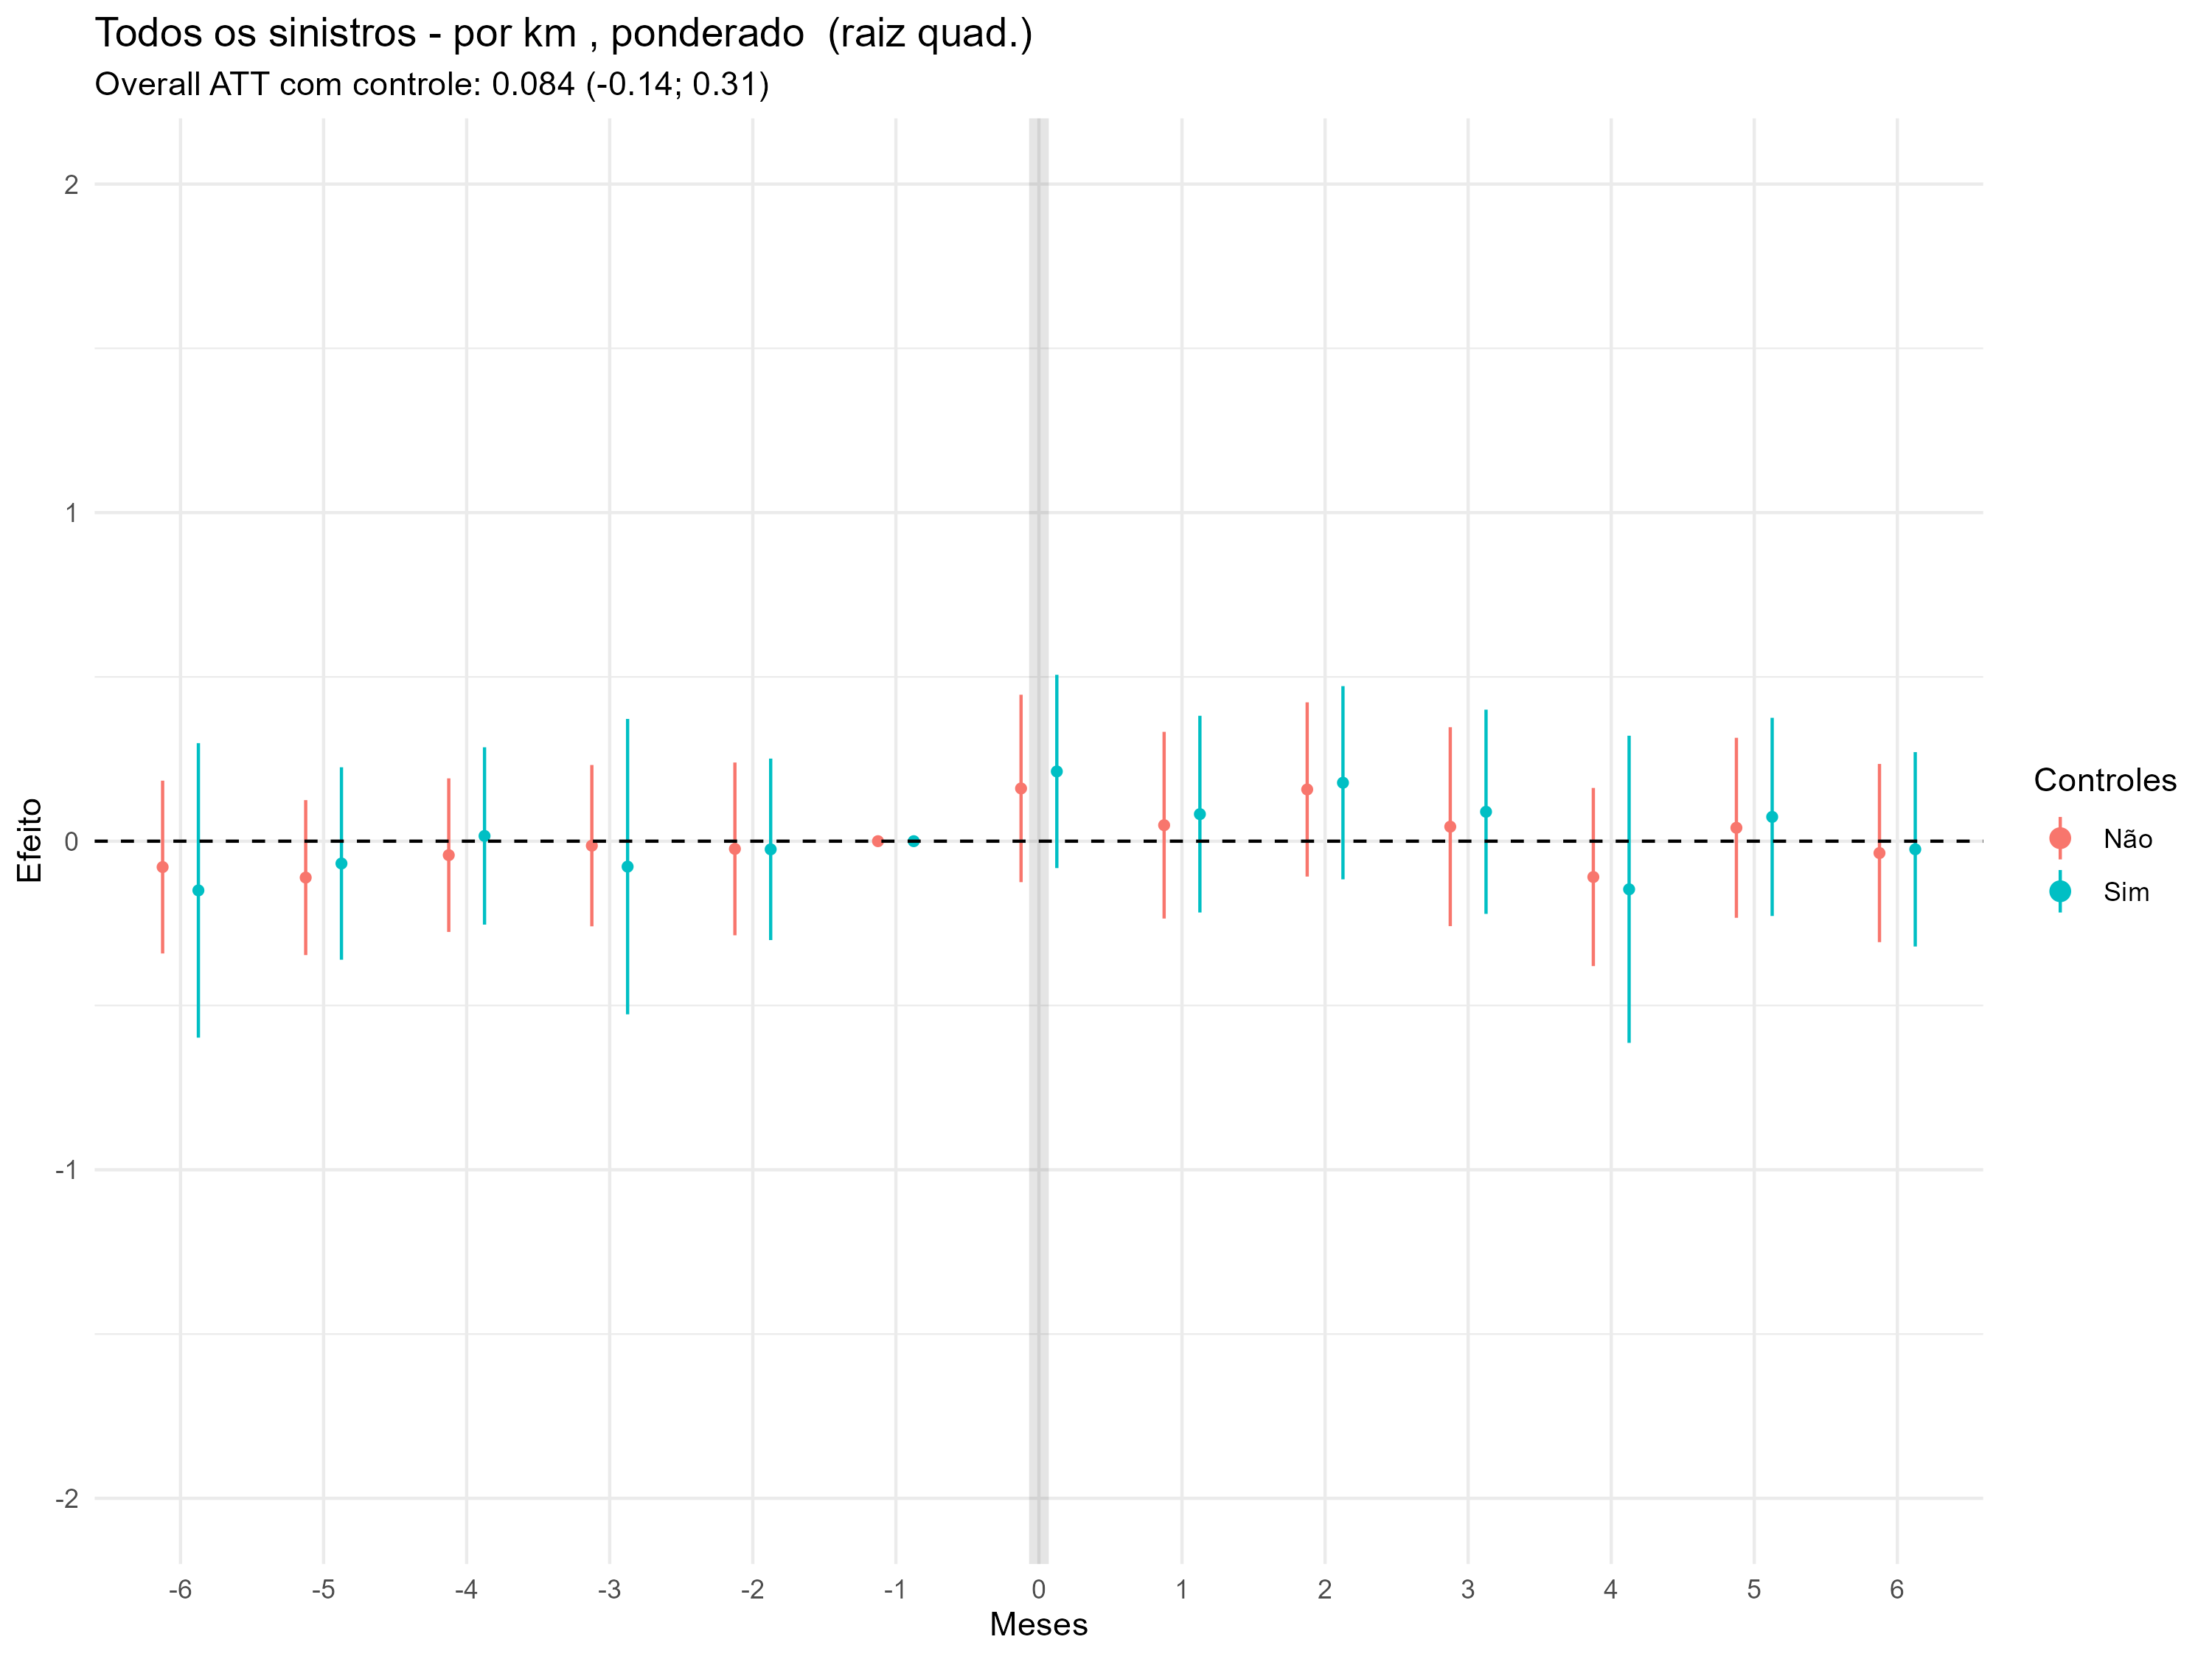 Todos os sinistros - por km , ponderado  (raiz quad.)
Overall ATT com controle: 0.084 (-0.14; 0.31)
2
1
0
-1
-2
Efeito
-6 -5 -4 -3 -2 -1 0 1 2 3 4 5 6
Meses
Controles
Não
Sim